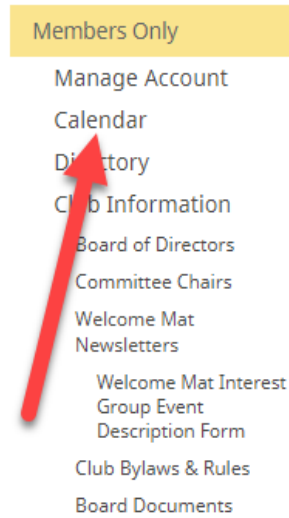 Members Only
Manage Account
Calendar
Directory
Club Information
Board of Directors
Committee Chairs
Welcome Mat
Newsletters
Welcome Mat Interest
Group Event
Description Form
Club Bylaws & Rules
Board Documents